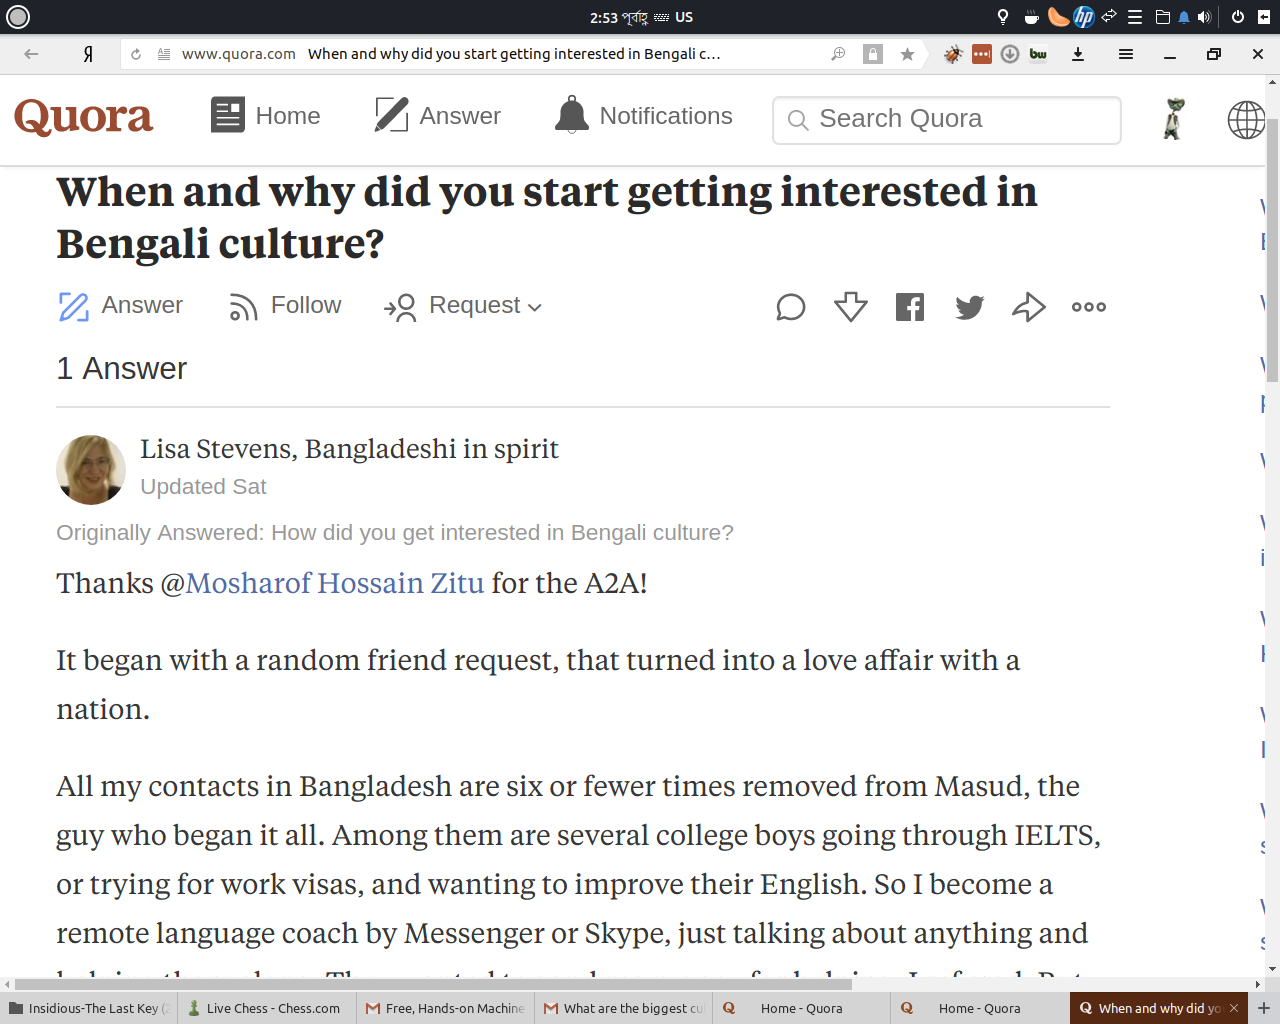 2:53 পূর্বাহ্ণ US
Я www.quora.com When and why did you start getting interested in Bengali c... bw
Quora Home Answer Notifications Search Quora
When and why did you start getting interested in
Bengali culture?
Answer Follow Request
1 Answer
Lisa Stevens, Bangladeshi in spirit
Updated Sat
Originally Answered: How did you get interested in Bengali culture?
Thanks @Mosharof Hossain Zitu for the A2A!
It began with a random friend request, that turned into a love affair with a
nation.
All my contacts in Bangladesh are six or fewer times removed from Masud, the
guy who began it all. Among them are several college boys going through IELTS,
or trying for work visas, and wanting to improve their English. So I become a
remote language coach by Messenger or Skype, just talking about anything and
Insidious-The Last Key (2 Live Chess - Chess.com Free, Hands-on Machine What are the biggest cu Home - Quora Home - Quora When and why did yo